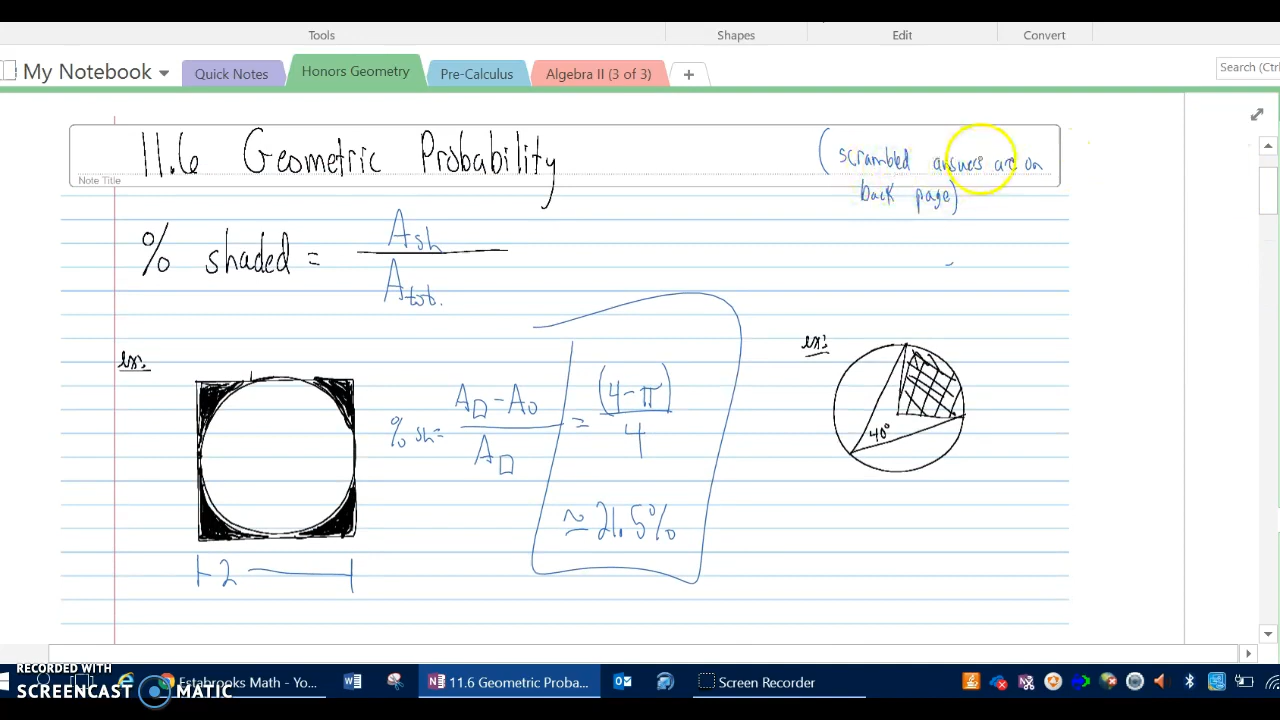 Tools
Shapes
Edit
Convert
My Notebook
Quick Notes
Honors Geometry
Pre-Calculus
Algebra II (3 of 3)
+
Search (Ctrl
11.6 Geometric Probability
(scrambled answers are on
back page)
Note Title
% shaded = Ash / Atot.
ex:
% sh = A□ - A○ / A□ = (4-π) / 4
≈ 21.5%
2
ex:
40°
RECORDED WITH
SCREENCAST MATIC
Estabrooks Math - Yo...
11.6 Geometric Proba...
Screen Recorder